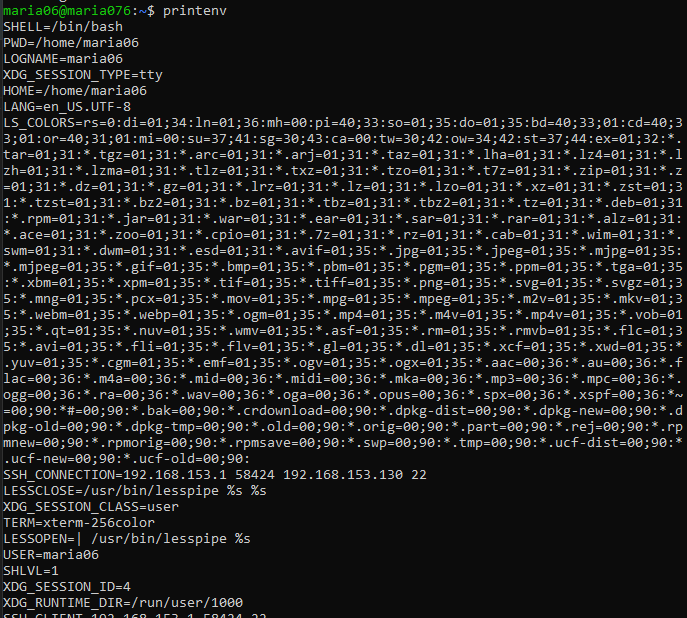 maria06@maria076:~$ printenv
SHELL=/bin/bash
PWD=/home/maria06
LOGNAME=maria06
XDG_SESSION_TYPE=tty
HOME=/home/maria06
LANG=en_US.UTF-8
LS_COLORS=rs=0:di=01;34:ln=01;36:mh=00:pi=40;33:so=01;35:do=01;35:bd=40;33;01:cd=40;3
3;01:or=40;31;01:mi=00:su=37;41:sg=30;43:ca=00:tw=30;42:ow=34;42:st=37;44:ex=01;32:*.
tar=01;31:*.tgz=01;31:*.arc=01;31:*.arj=01;31:*.taz=01;31:*.lha=01;31:*.lz4=01;31:*.l
zh=01;31:*.lzma=01;31:*.tlz=01;31:*.txz=01;31:*.tzo=01;31:*.t7z=01;31:*.zip=01;31:*.z
=01;31:*.dz=01;31:*.gz=01;31:*.lrz=01;31:*.lz=01;31:*.lzo=01;31:*.xz=01;31:*.zst=01;3
1:*.tzst=01;31:*.bz2=01;31:*.bz=01;31:*.tbz=01;31:*.tbz2=01;31:*.tz=01;31:*.deb=01;31
:*.rpm=01;31:*.jar=01;31:*.war=01;31:*.ear=01;31:*.sar=01;31:*.rar=01;31:*.alz=01;31:
*.ace=01;31:*.zoo=01;31:*.cpio=01;31:*.7z=01;31:*.rz=01;31:*.cab=01;31:*.wim=01;31:*.
swm=01;31:*.dwm=01;31:*.esd=01;31:*.avif=01;35:*.jpg=01;35:*.jpeg=01;35:*.mjpg=01;35:
*.mjpeg=01;35:*.gif=01;35:*.bmp=01;35:*.pbm=01;35:*.pgm=01;35:*.ppm=01;35:*.tga=01;35
:*.xbm=01;35:*.xpm=01;35:*.tif=01;35:*.tiff=01;35:*.png=01;35:*.svg=01;35:*.svgz=01;3
5:*.mng=01;35:*.pcx=01;35:*.mov=01;35:*.mpg=01;35:*.mpeg=01;35:*.m2v=01;35:*.mkv=01;3
5:*.webm=01;35:*.webp=01;35:*.ogm=01;35:*.mp4=01;35:*.m4v=01;35:*.mp4v=01;35:*.vob=01
;35:*.qt=01;35:*.nuv=01;35:*.wmv=01;35:*.asf=01;35:*.rm=01;35:*.rmvb=01;35:*.flc=01;3
5:*.avi=01;35:*.fli=01;35:*.flv=01;35:*.gl=01;35:*.dl=01;35:*.xcf=01;35:*.xwd=01;35:*
.yuv=01;35:*.cgm=01;35:*.emf=01;35:*.ogv=01;35:*.ogx=01;35:*.aac=00;36:*.au=00;36:*.f
lac=00;36:*.m4a=00;36:*.mid=00;36:*.midi=00;36:*.mka=00;36:*.mp3=00;36:*.mpc=00;36:*.
ogg=00;36:*.ra=00;36:*.wav=00;36:*.oga=00;36:*.opus=00;36:*.spx=00;36:*.xspf=00;36:*~
=00;90:*#=00;90:*.bak=00;90:*.crdownload=00;90:*.dpkg-dist=00;90:*.dpkg-new=00;90:*.d
pkg-old=00;90:*.dpkg-tmp=00;90:*.old=00;90:*.orig=00;90:*.part=00;90:*.rej=00;90:*.rp
mnew=00;90:*.rpmorig=00;90:*.rpmsave=00;90:*.swp=00;90:*.tmp=00;90:*.ucf-dist=00;90:*
.ucf-new=00;90:*.ucf-old=00;90:
SSH_CONNECTION=192.168.153.1 58424 192.168.153.130 22
LESSCLOSE=/usr/bin/lesspipe %s %s
XDG_SESSION_CLASS=user
TERM=xterm-256color
LESSOPEN=| /usr/bin/lesspipe %s
USER=maria06
SHLVL=1
XDG_SESSION_ID=4
XDG_RUNTIME_DIR=/run/user/1000
SSH_CLIENT=192.168.153.1 58424 22